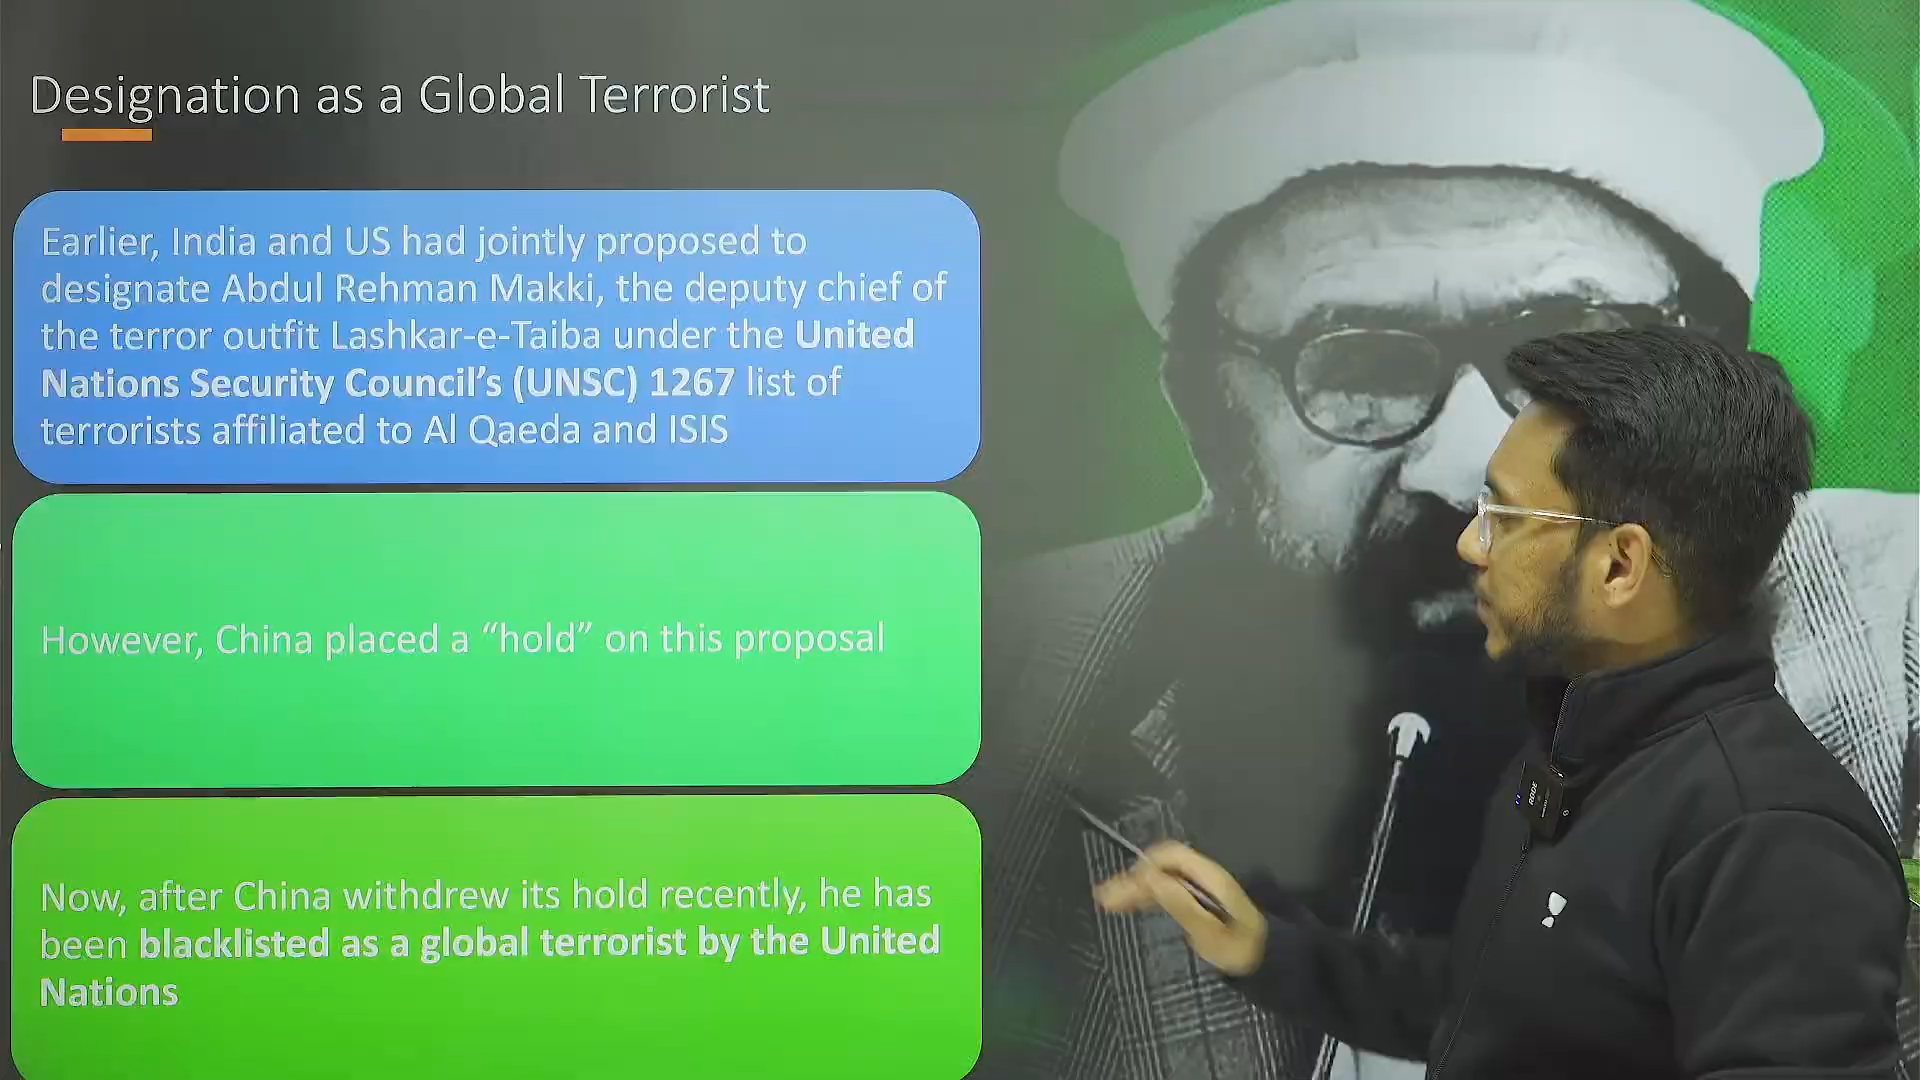 Designation as a Global Terrorist
Earlier, India and US had jointly proposed to
designate Abdul Rehman Makki, the deputy chief of
the terror outfit Lashkar-e-Taiba under the United
Nations Security Council’s (UNSC) 1267 list of
terrorists affiliated to Al Qaeda and ISIS
However, China placed a “hold” on this proposal
Now, after China withdrew its hold recently, he has
been blacklisted as a global terrorist by the United
Nations
RODE